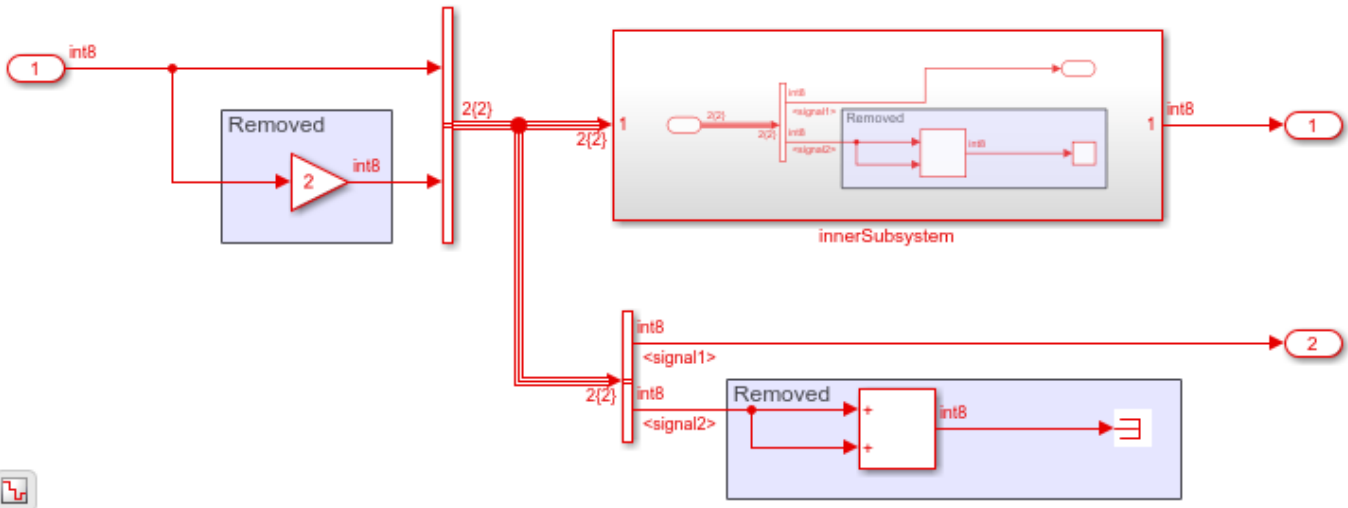 int8
1
Removed
2
int8
2{2}
2{2}
1
2{2}
2{2}
int8
<signal1>
int8
<signal2>
Removed
int8
1
int8
1
innerSubsystem
int8
<signal1>
2
2{2}
int8
<signal2>
Removed
+
+
int8